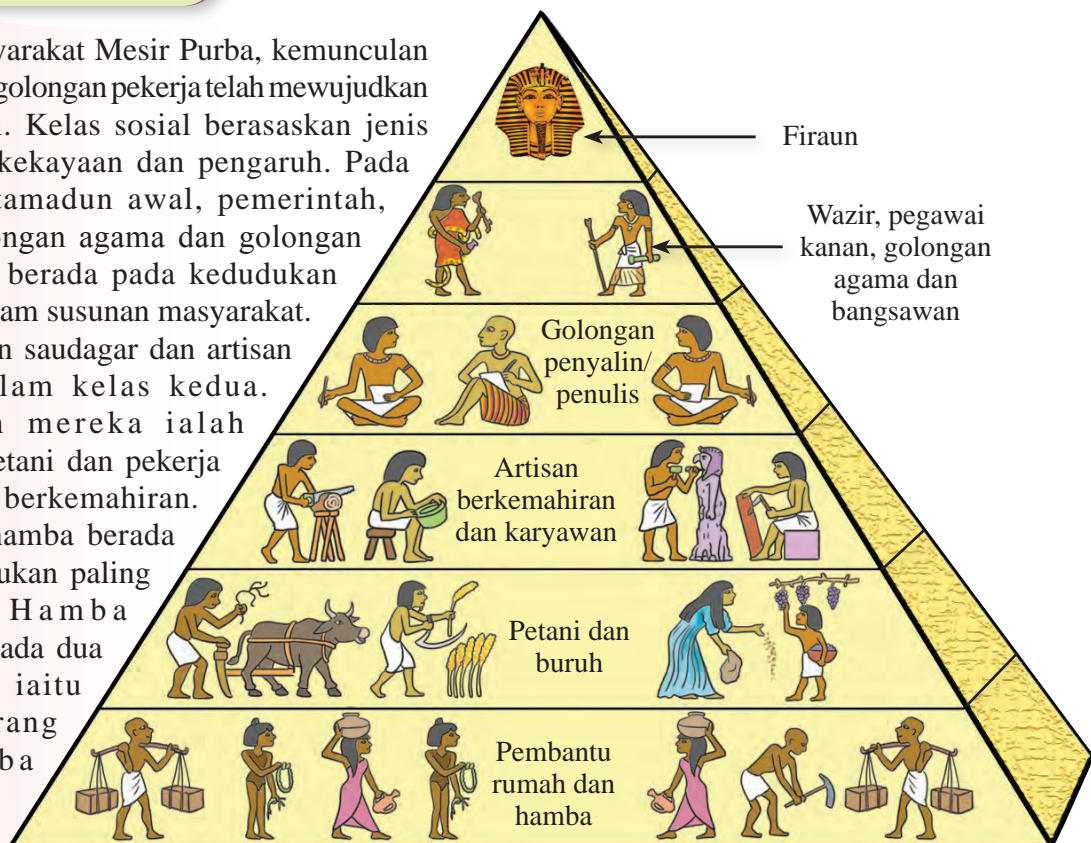 yarakat Mesir Purba, kemunculan
golongan pekerja telah mewujudkan
. Kelas sosial berasaskan jenis
kekayaan dan pengaruh. Pada
tamadun awal, pemerintah,
ongan agama dan golongan
berada pada kedudukan
am susunan masyarakat.
n saudagar dan artisan
lam kelas kedua.
mereka ialah
etani dan pekerja
berkemahiran.
hamba berada
ukan paling
Hamba
ada dua
iaitu
rang
ba
Firaun
Wazir, pegawai
kanan, golongan
agama dan
bangsawan
Golongan
penyalin/
penulis
Artisan
berkemahiran
dan karyawan
Petani dan
buruh
Pembantu
rumah dan
hamba